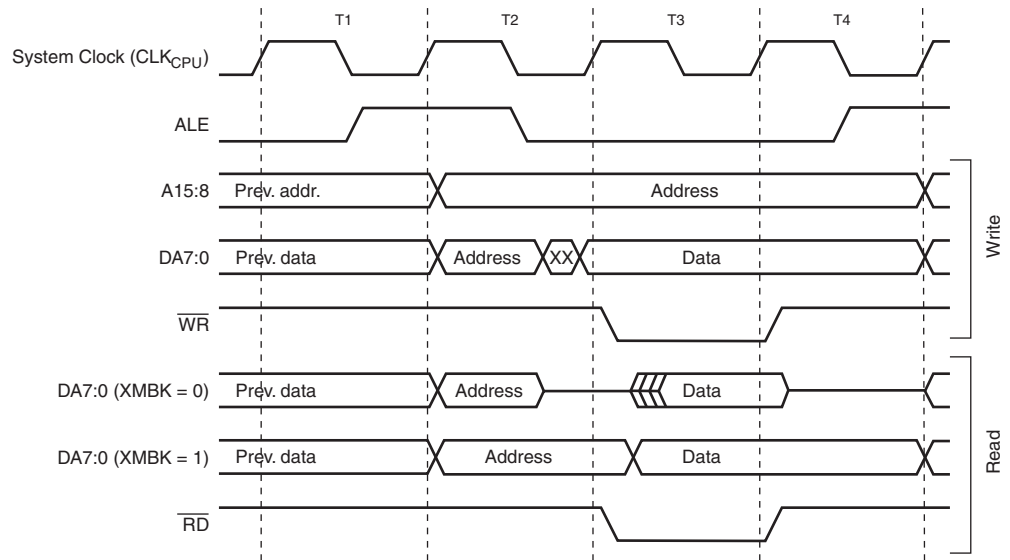 T1 T2 T3 T4
System Clock (CLKCPU)
ALE
A15:8 Prev. addr. Address
DA7:0 Prev. data Address XX Data
WR
Write
DA7:0 (XMBK = 0) Prev. data Address Data
DA7:0 (XMBK = 1) Prev. data Address Data
RD
Read